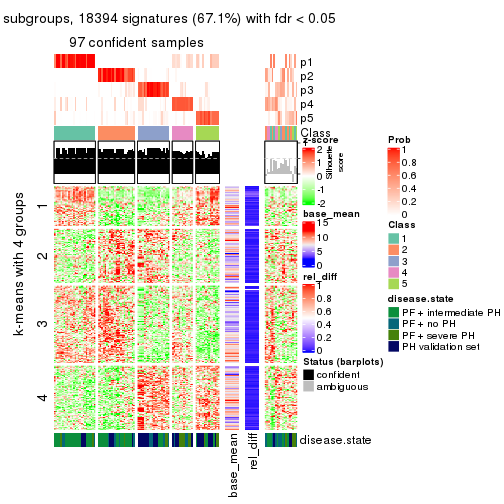 subgroups, 18394 signatures (67.1%) with fdr < 0.05
97 confident samples
p1
p2
p3
p4
p5
Class
z-score
2
1
0
-1
-2
Silhouette
score
base_mean
15
10
5
0
rel_diff
1
0.8
0.6
0.4
0.2
0
Status (barplots)
confident
ambiguous
Prob
1
0.8
0.6
0.4
0.2
0
Class
1
2
3
4
5
disease.state
PF+ intermediate PH
PF+ no PH
PF+ severe PH
PH validation set
k-means with 4 groups
1
2
3
4
disease.state
base_mean
rel_diff